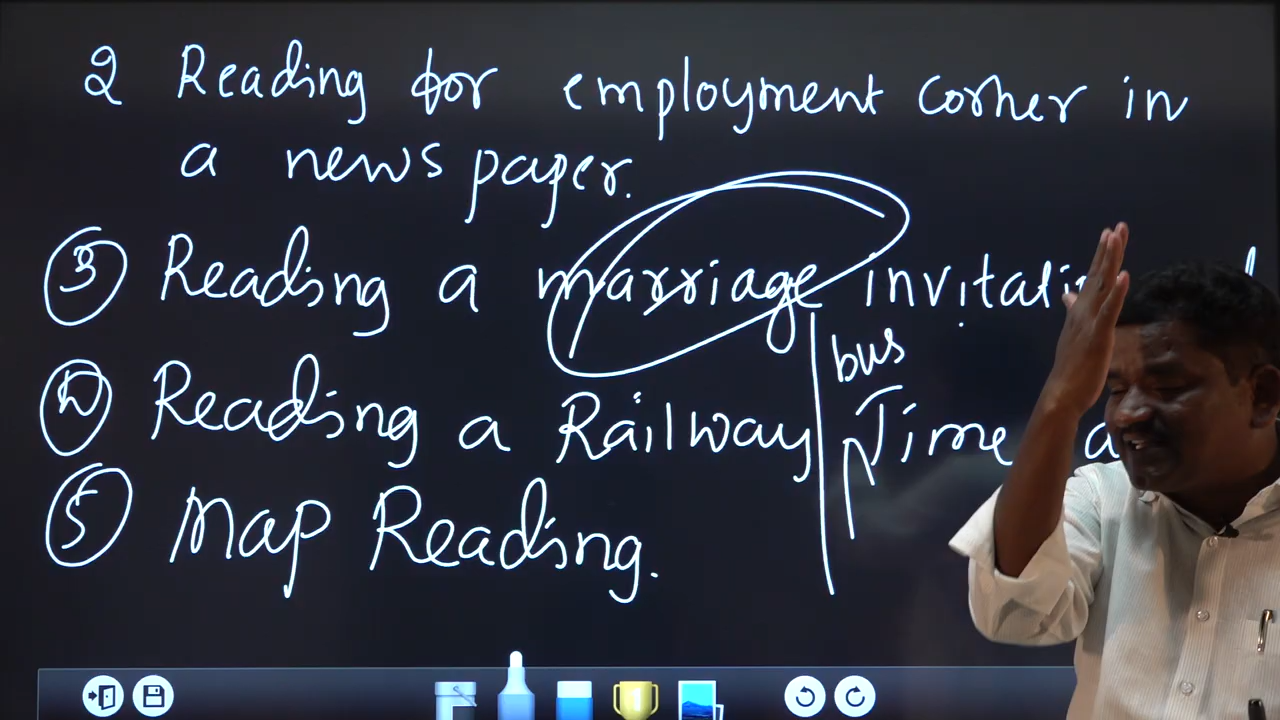 2 Reading for employment corner in
a news paper.
3 Reading a marriage
bus
4 Reading a Railway Time
5 Map Reading.